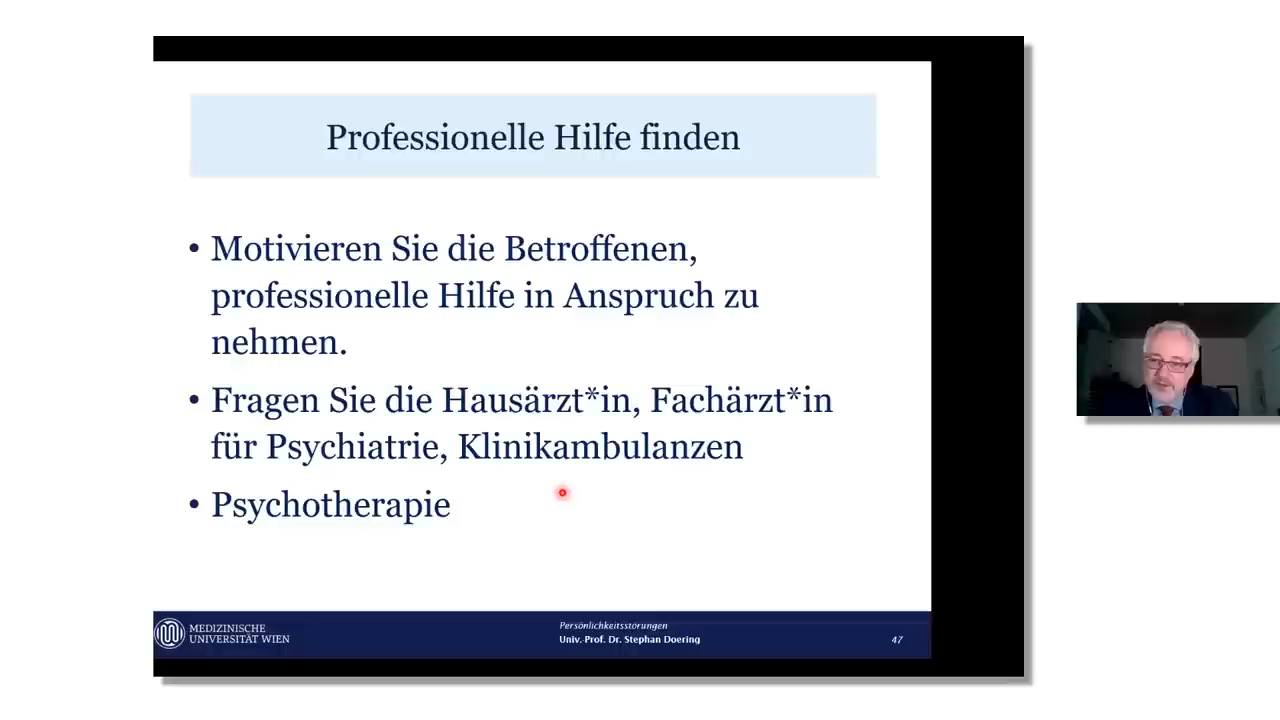 Professionelle Hilfe finden
• Motivieren Sie die Betroffenen,
professionelle Hilfe in Anspruch zu
nehmen.
• Fragen Sie die Hausärzt*in, Fachärzt*in
für Psychiatrie, Klinikambulanzen
• Psychotherapie
MEDIZINISCHE
UNIVERSITÄT WIEN
Persönlichkeitsstörungen
Univ.-Prof. Dr. Stephan Doering
47